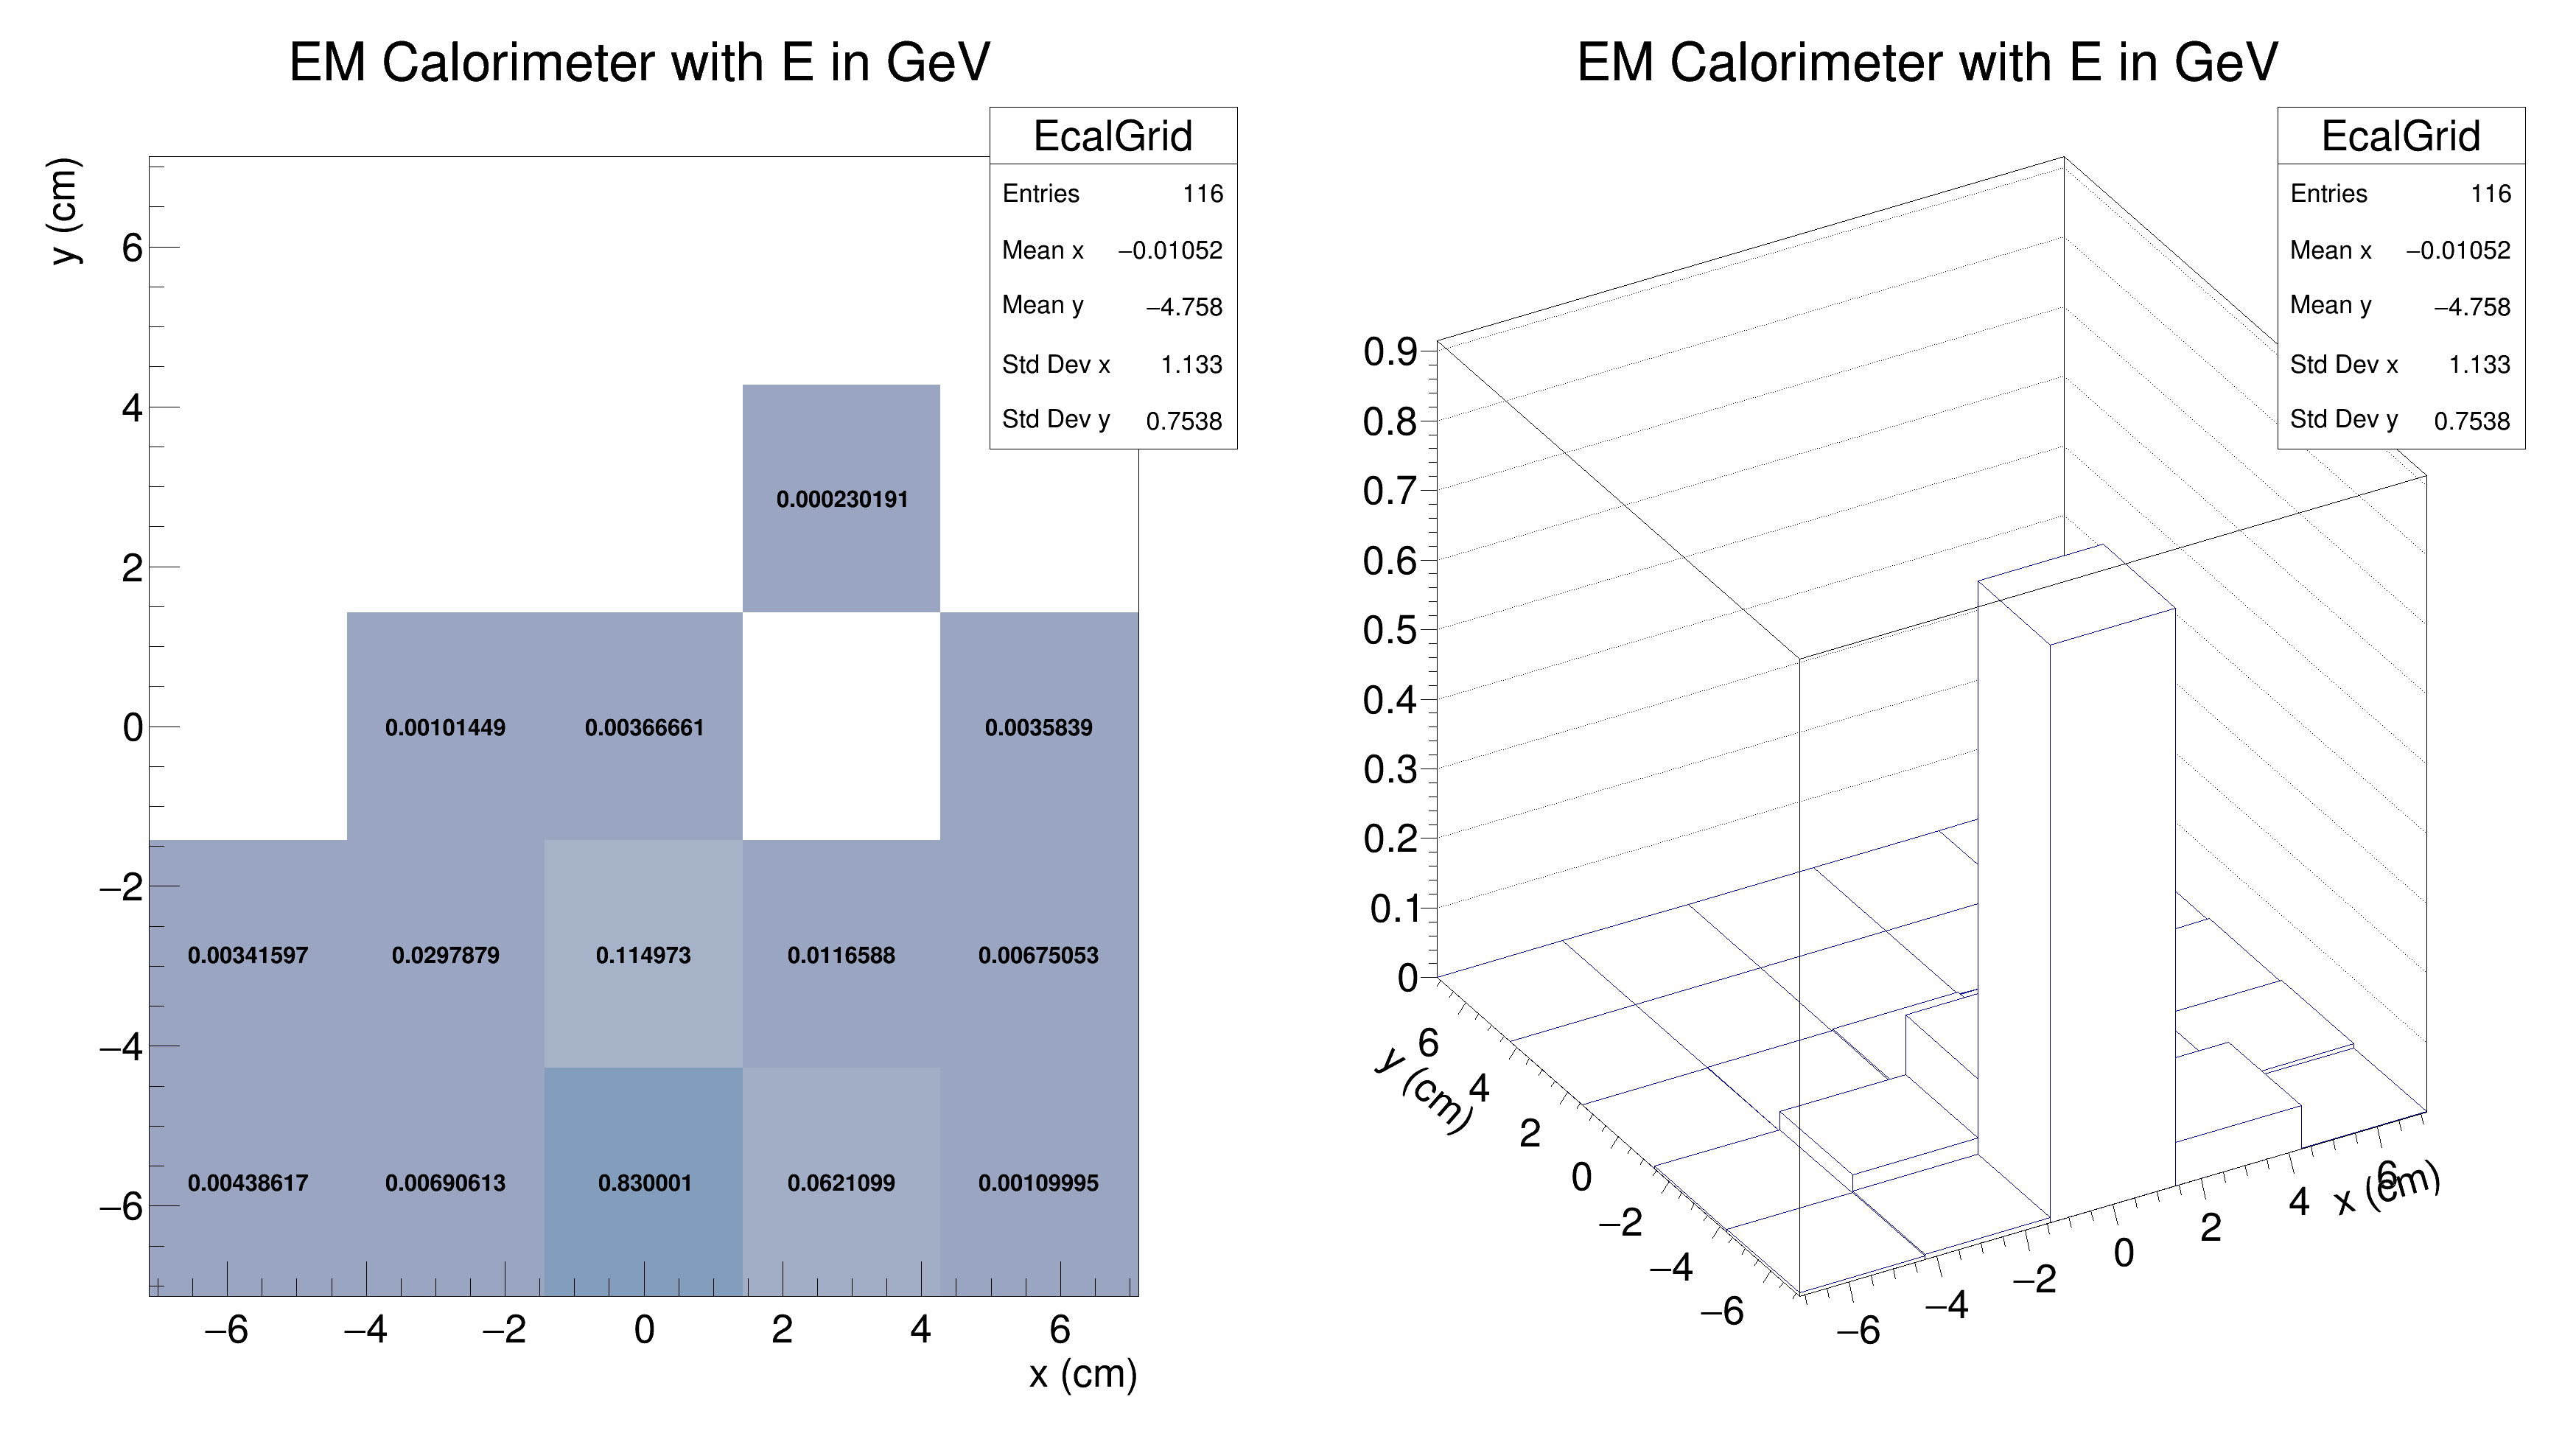 EM Calorimeter with E in GeV
EcalGrid
Entries 116
Mean x −0.01052
Mean y −4.758
Std Dev x 1.133
Std Dev y 0.7538
y (cm)
6
4
2
0
−2
−4
−6
0.000230191
0.00101449 0.00366661 0.0035839
0.00341597 0.0297879 0.114973 0.0116588 0.00675053
0.00438617 0.00690613 0.830001 0.0621099 0.00109995
−6 −4 −2 0 2 4 6
x (cm)
EM Calorimeter with E in GeV
EcalGrid
Entries 116
Mean x −0.01052
Mean y −4.758
Std Dev x 1.133
Std Dev y 0.7538
0.9
0.8
0.7
0.6
0.5
0.4
0.3
0.2
0.1
0
6
4
2
0
−2
−4
−6
y (cm)
−6
−4
−2
0
2
4
6
x (cm)